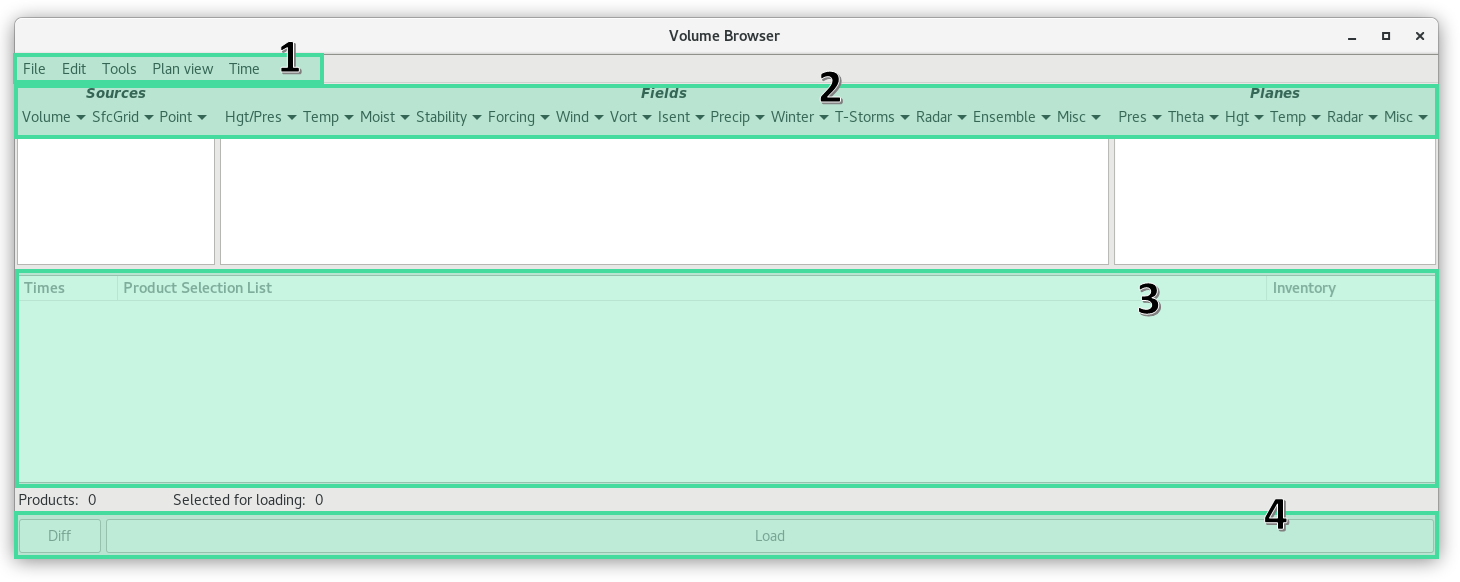 Volume Browser
File Edit Tools Plan view Time 1
Sources Fields 2 Planes
Volume SfcGrid Point Hgt/Pres Temp Moist Stability Forcing Wind Vort Isent Precip Winter T-Storms Radar Ensemble Misc Pres Theta Hgt Temp Radar Misc
Times Product Selection List 3 Inventory
Products: 0 Selected for loading: 0
4
Diff Load